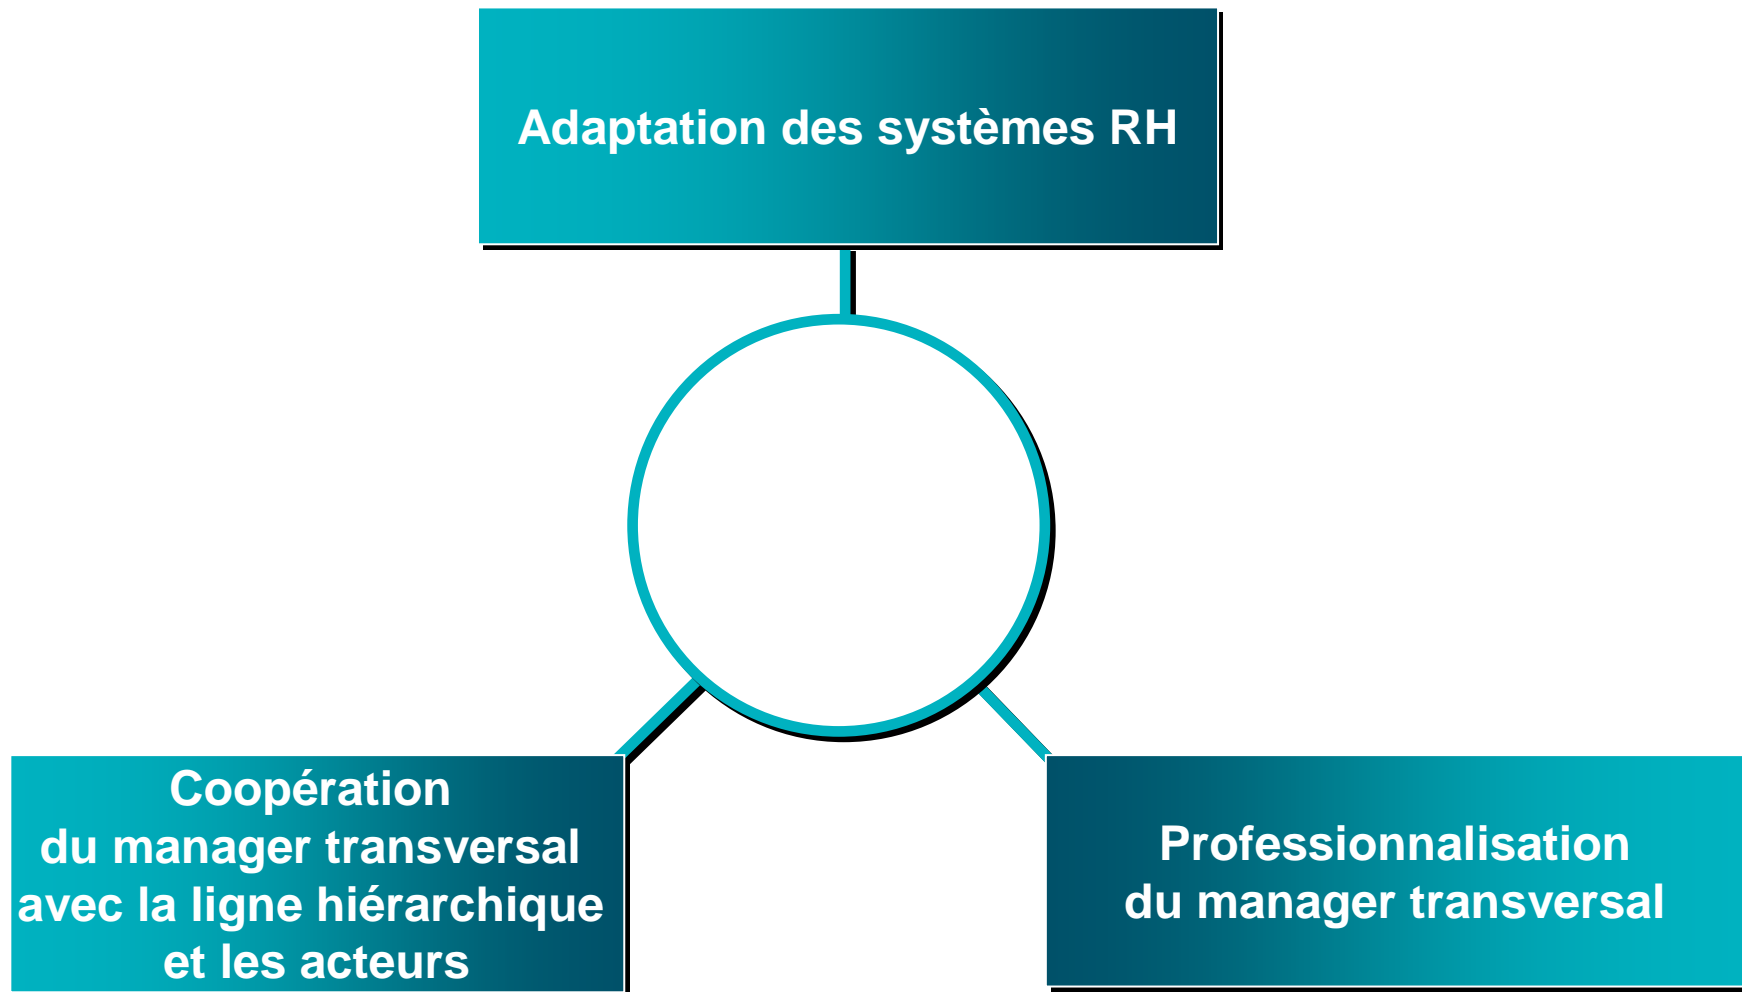 Adaptation des systèmes RH
Coopération
du manager transversal
avec la ligne hiérarchique
et les acteurs
Professionnalisation
du manager transversal